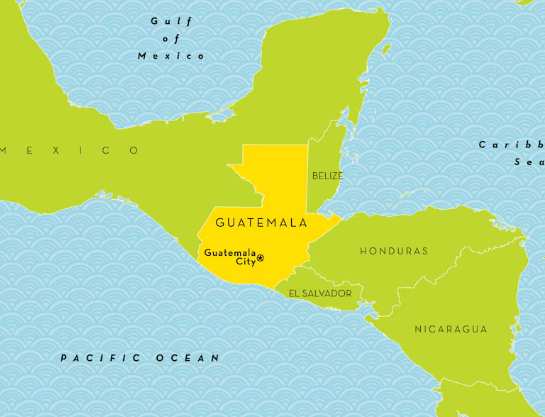 Gulf
of
Mexico
MEXICO
Caribb
Sea
BELIZE
GUATEMALA
Guatemala
City
HONDURAS
EL SALVADOR
NICARAGUA
PACIFIC OCEAN